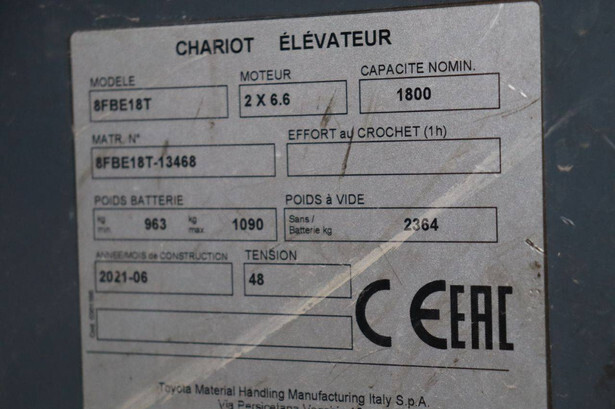 CHARIOT ÉLÉVATEUR
MODELE MOTEUR CAPACITE NOMIN.
8FBE18T 2 X 6.6 1800
MATR. N° EFFORT au CROCHET (1h)
8FBE18T-13468
POIDS BATTERIE POIDS à VIDE
kg min 963 kg max. 1090 Sans / Batterie kg 2364
ANNEE/MOIS de CONSTRUCTION TENSION
2021-06 48
CE EAC
Toyota Material Handling Manufacturing Italy S.p.A.
Via